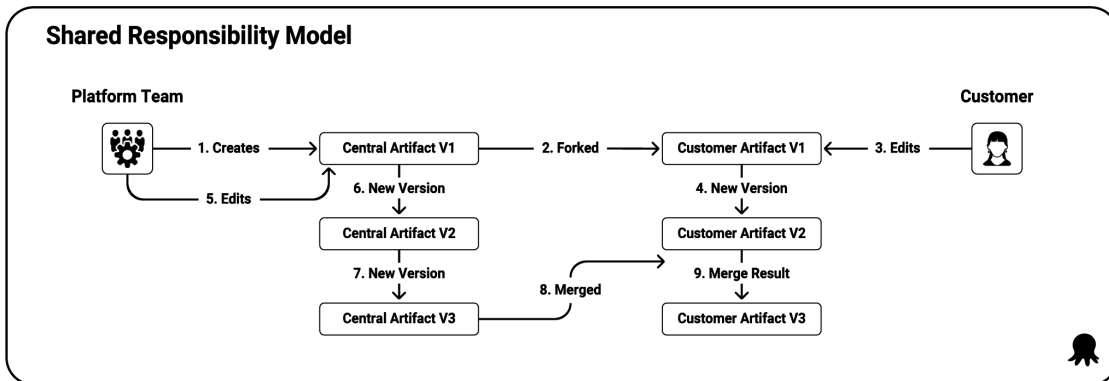 Shared Responsibility Model
Platform Team
Customer
1. Creates
Central Artifact V1
2. Forked
Customer Artifact V1
3. Edits
5. Edits
6. New Version
4. New Version
Central Artifact V2
Customer Artifact V2
7. New Version
8. Merged
9. Merge Result
Central Artifact V3
Customer Artifact V3